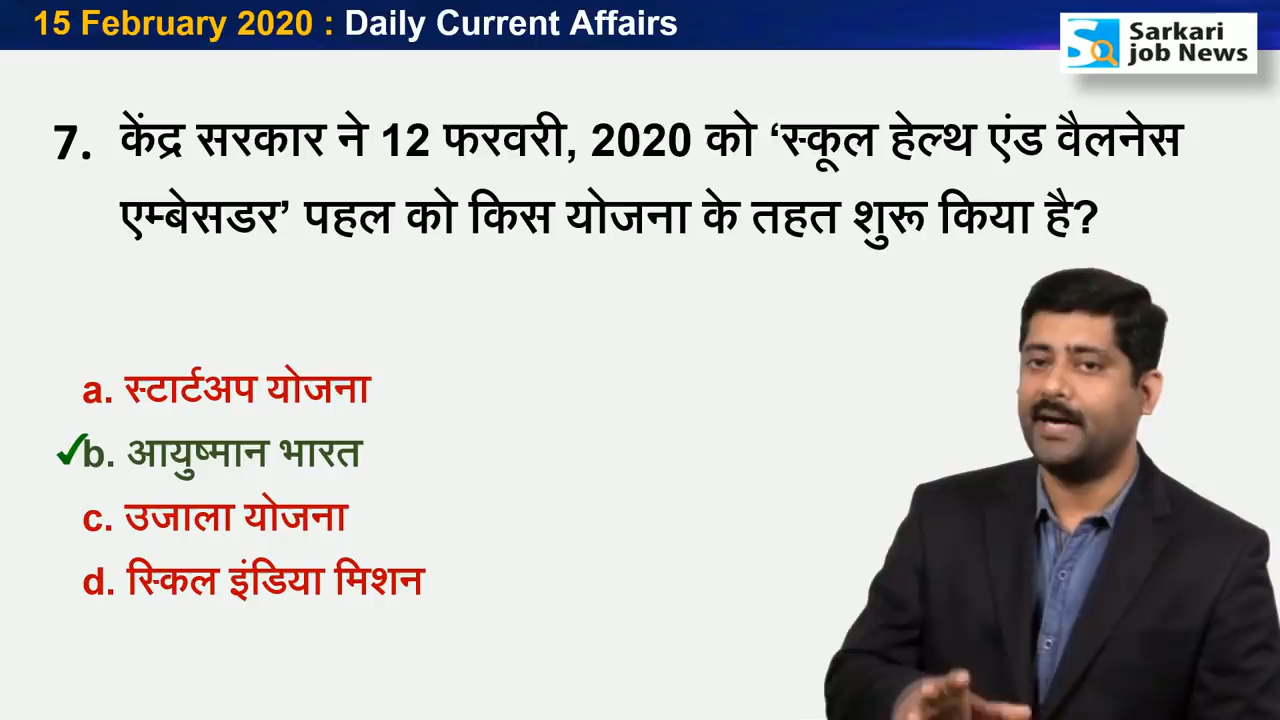 15 February 2020 : Daily Current Affairs
Sarkari
job News
7. केंद्र सरकार ने 12 फरवरी, 2020 को ‘स्कूल हेल्थ एंड वैलनेस
एम्बेसडर’ पहल को किस योजना के तहत शुरू किया है?
a. स्टार्टअप योजना
✓b. आयुष्मान भारत
c. उजाला योजना
d. स्किल इंडिया मिशन